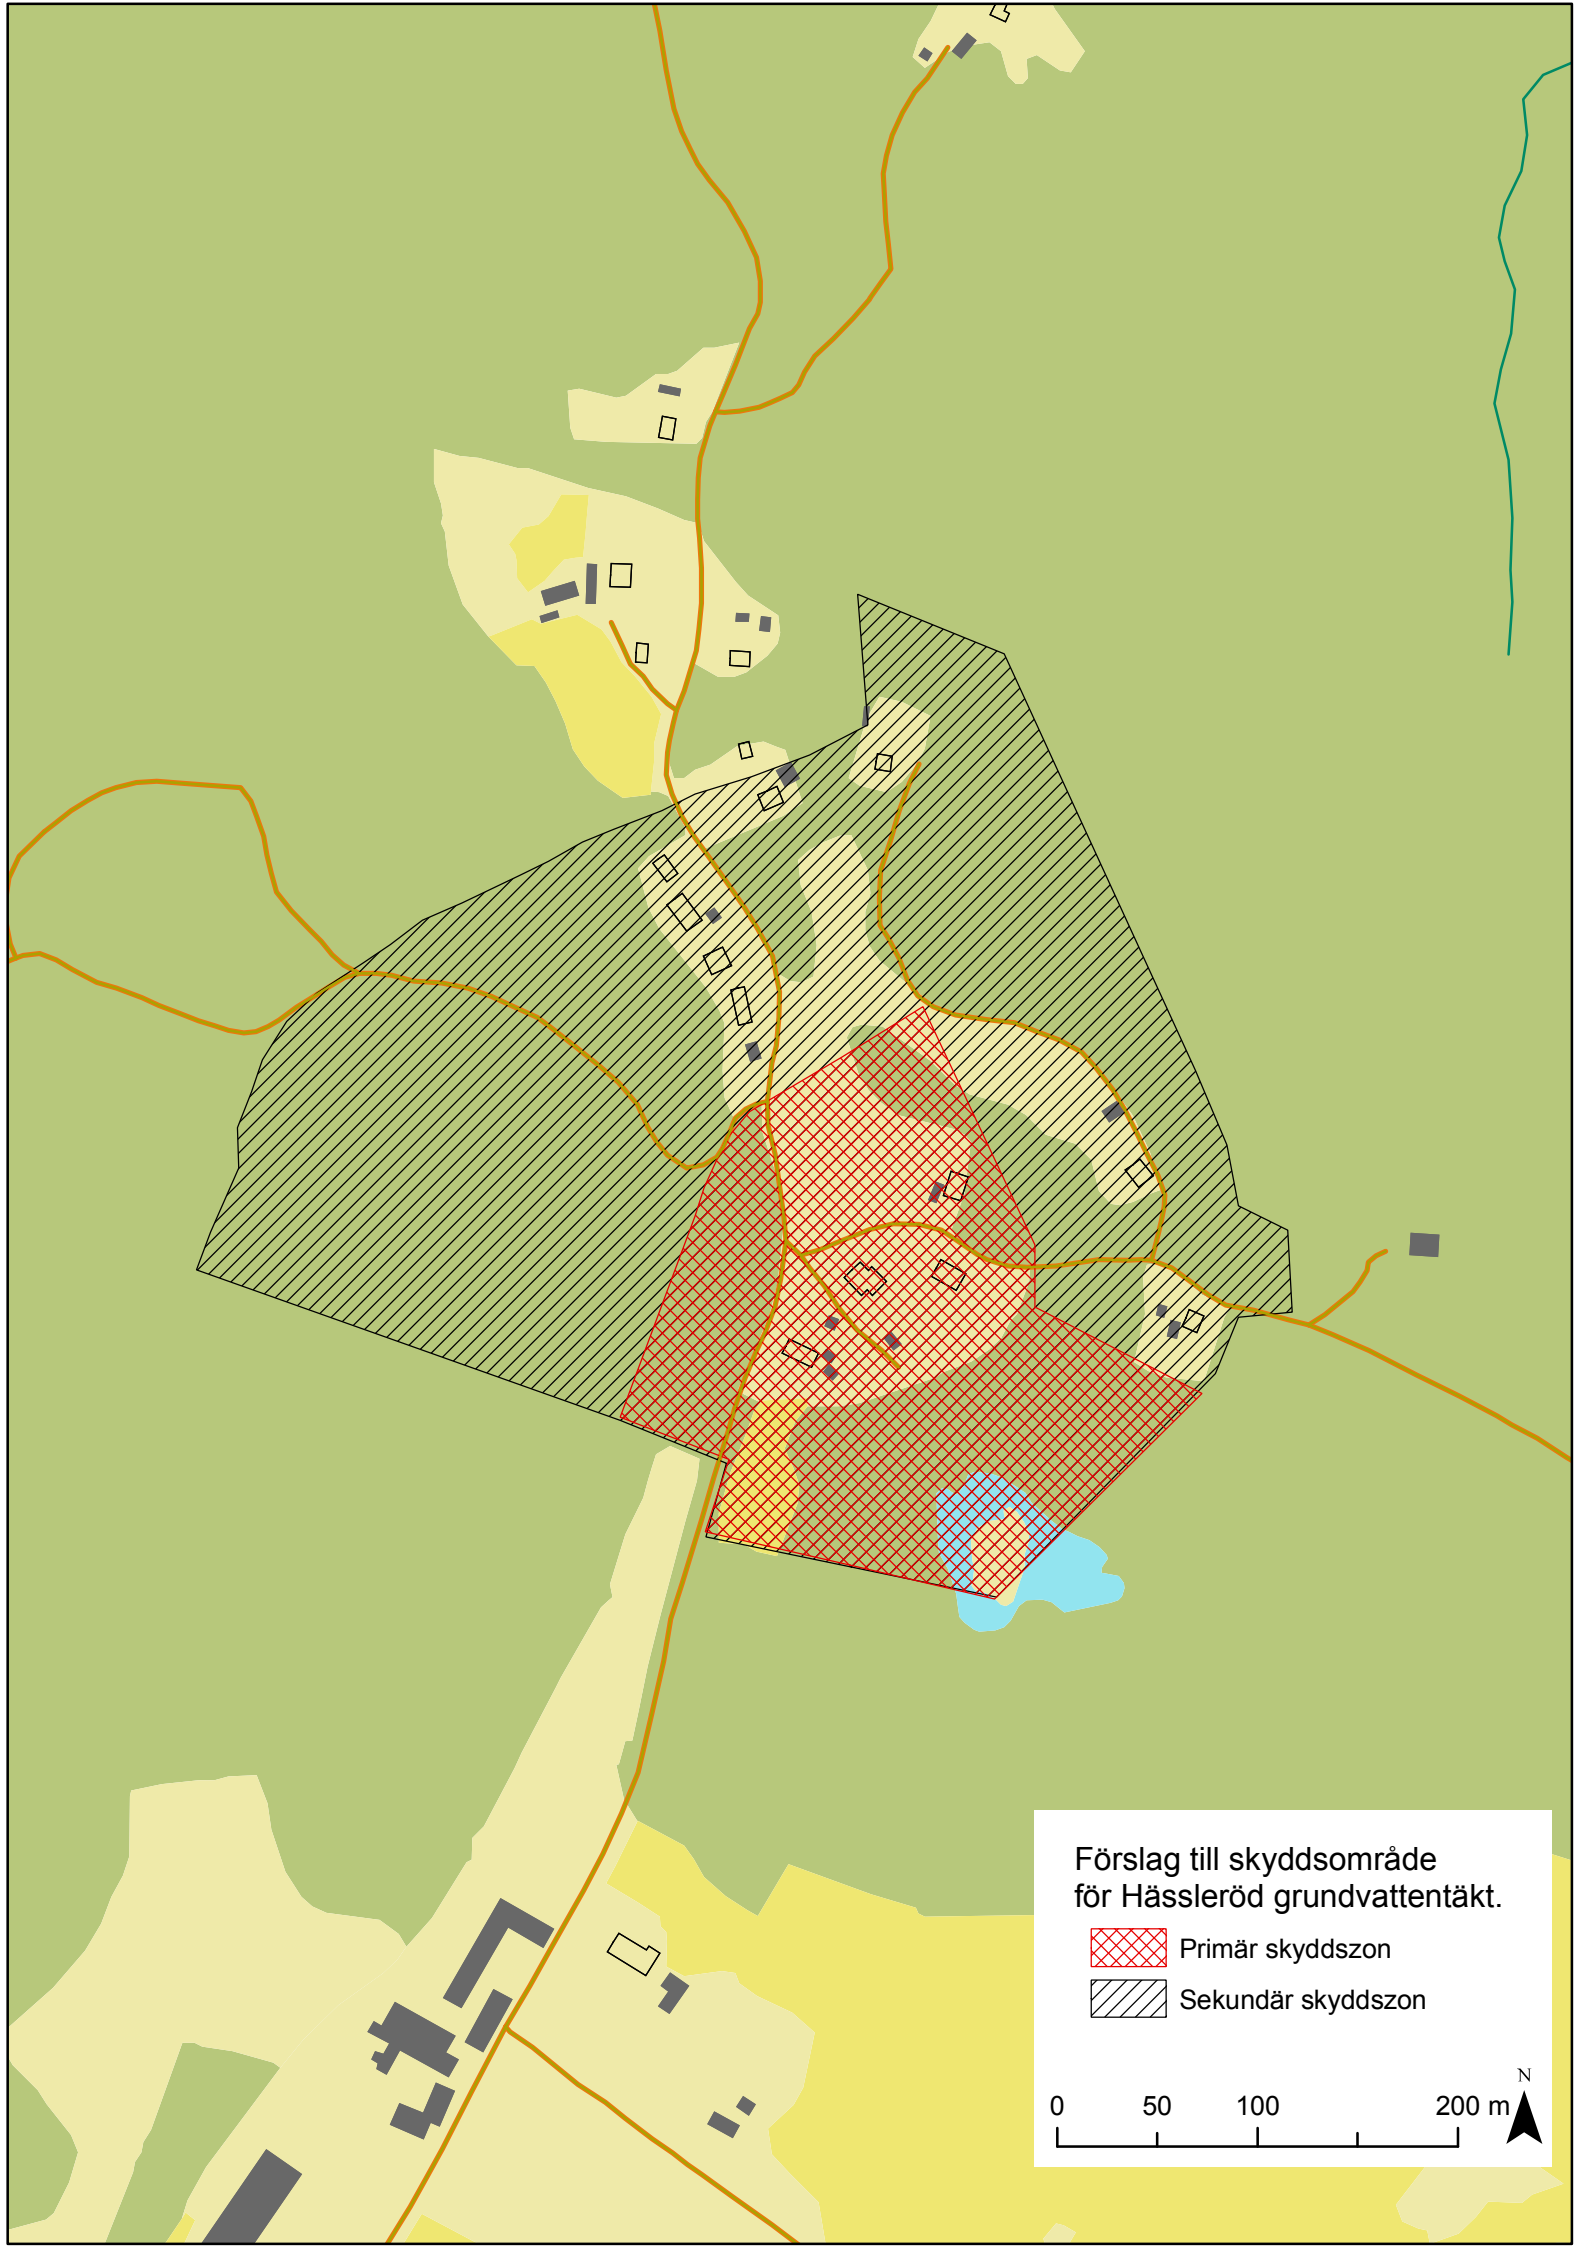 Förslag till skyddsområde
för Hässleröd grundvattentäkt.
Primär skyddszon
Sekundär skyddszon
N
0 50 100 200 m